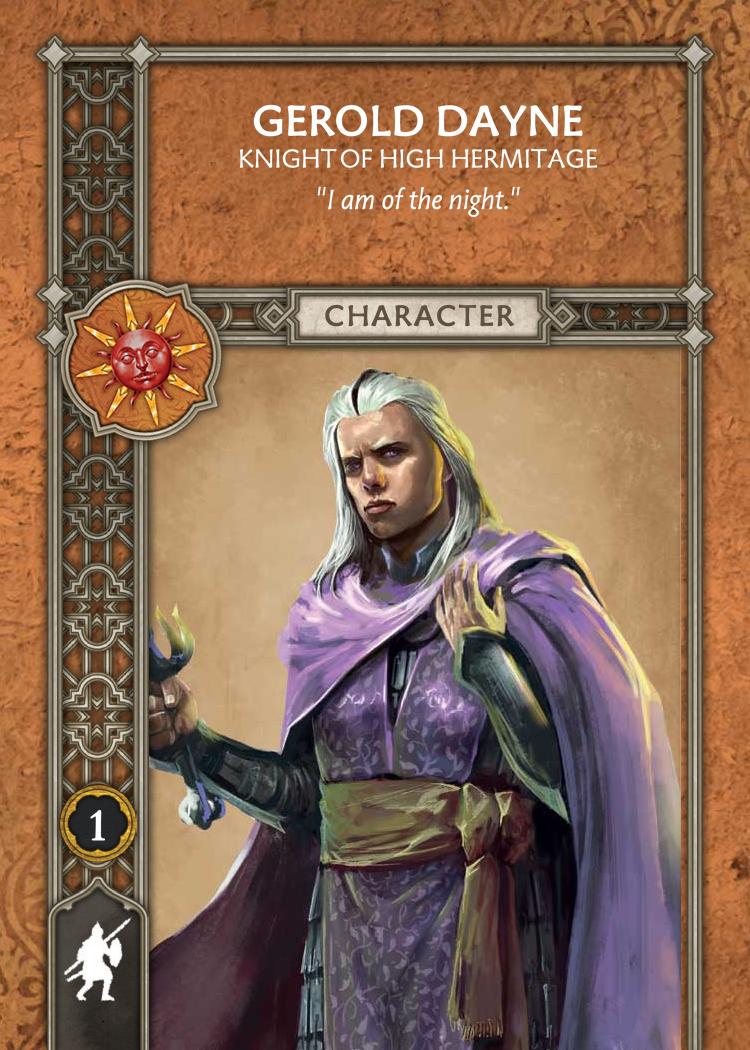 GEROLD DAYNE
KNIGHT OF HIGH HERMITAGE
"I am of the night."
CHARACTER
1